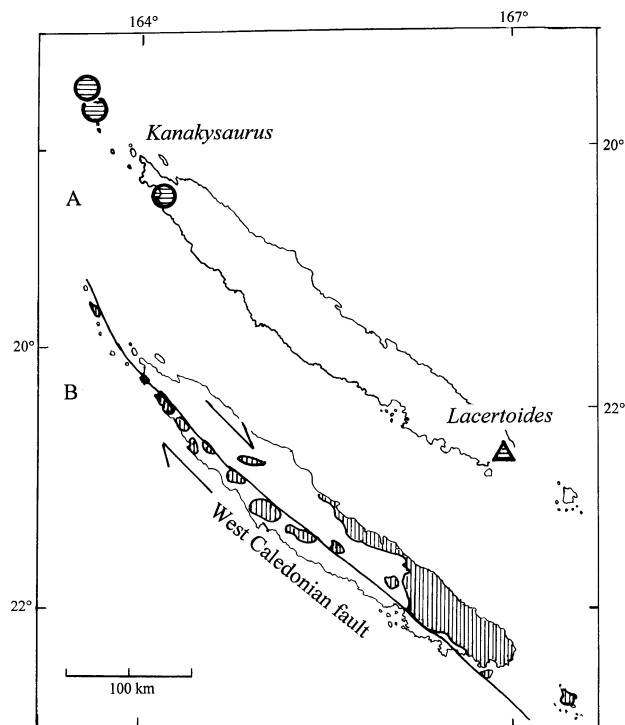 164°
167°
Kanakysaurus
20°
A
20°
B
Lacertoides
22°
West Caledonian fault
22°
100 km